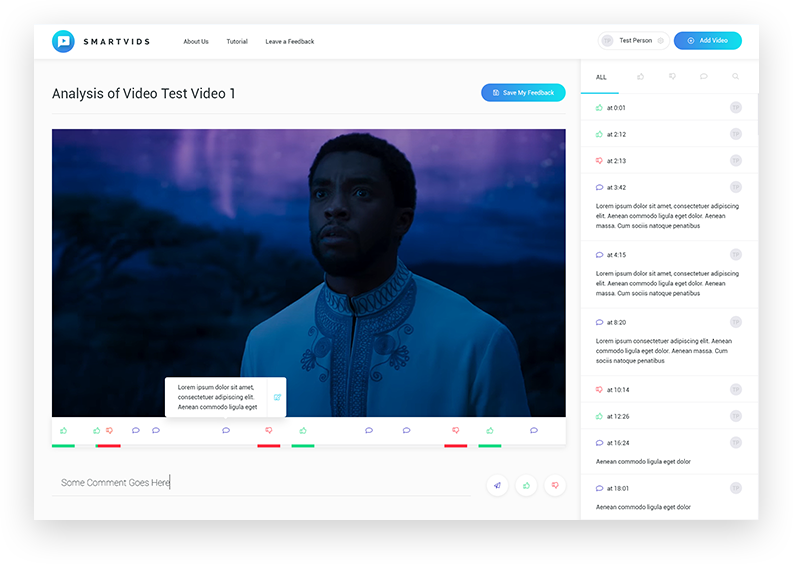 SMARTVIDS
About Us
Tutorial
Leave a Feedback
TP
Test Person
Add Video
Analysis of Video Test Video 1
Save My Feedback
Lorem ipsum dolor sit amet,
consectetuer adipiscing elit.
Aenean commodo ligula eget
Some Comment Goes Here
ALL
at 0:01
TP
at 2:12
TP
at 2:13
TP
at 3:42
TP
Lorem ipsum dolor sit amet, consectetuer adipiscing
elit. Aenean commodo ligula eget dolor. Aenean
massa. Cum sociis natoque penatibus
at 4:15
TP
Lorem ipsum dolor sit amet, consectetuer adipiscing
elit. Aenean commodo ligula eget dolor. Aenean
massa. Cum sociis natoque penatibus
at 8:20
TP
Lorem ipsum consectetuer adipiscing elit. Aenean
commodo ligula eget dolor. Aenean massa. Cum
sociis natoque penatibus
at 10:14
TP
at 12:26
TP
at 16:24
TP
Aenean commodo ligula eget dolor
at 18:01
TP
Aenean commodo ligula eget dolor